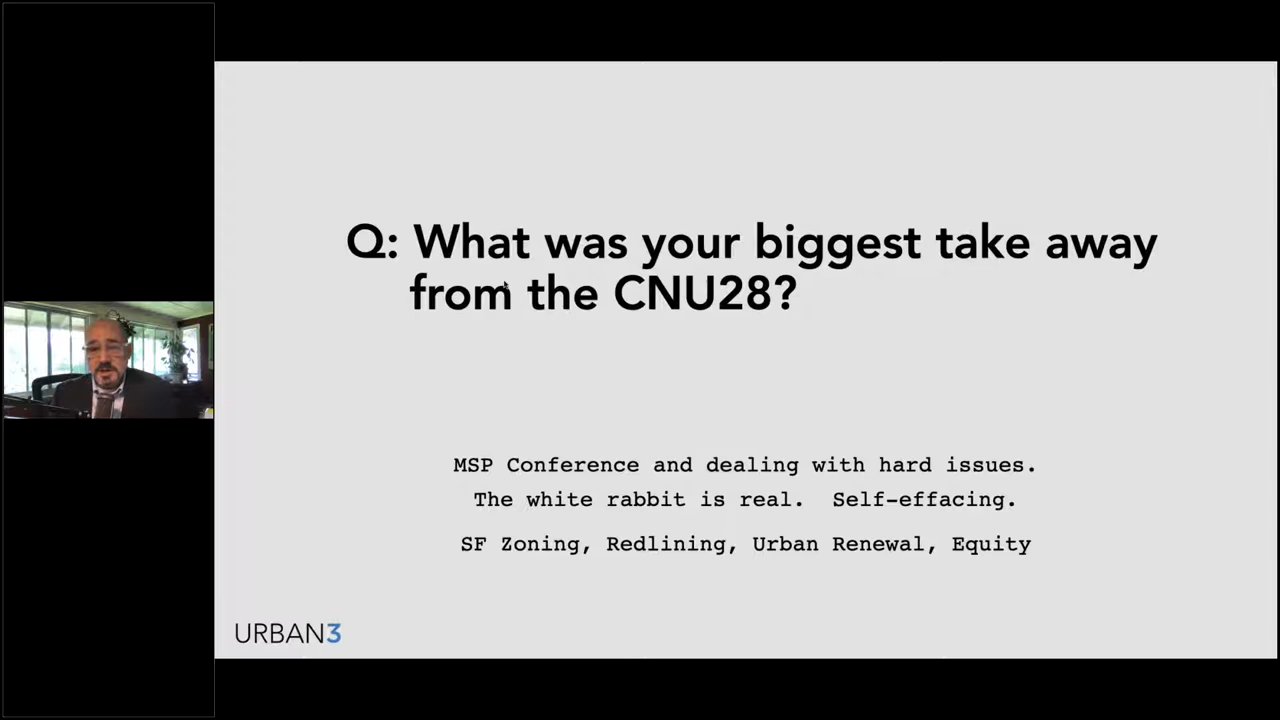 Q: What was your biggest take away
from the CNU28?
MSP Conference and dealing with hard issues.
The white rabbit is real.  Self-effacing.
SF Zoning, Redlining, Urban Renewal, Equity
URBAN3